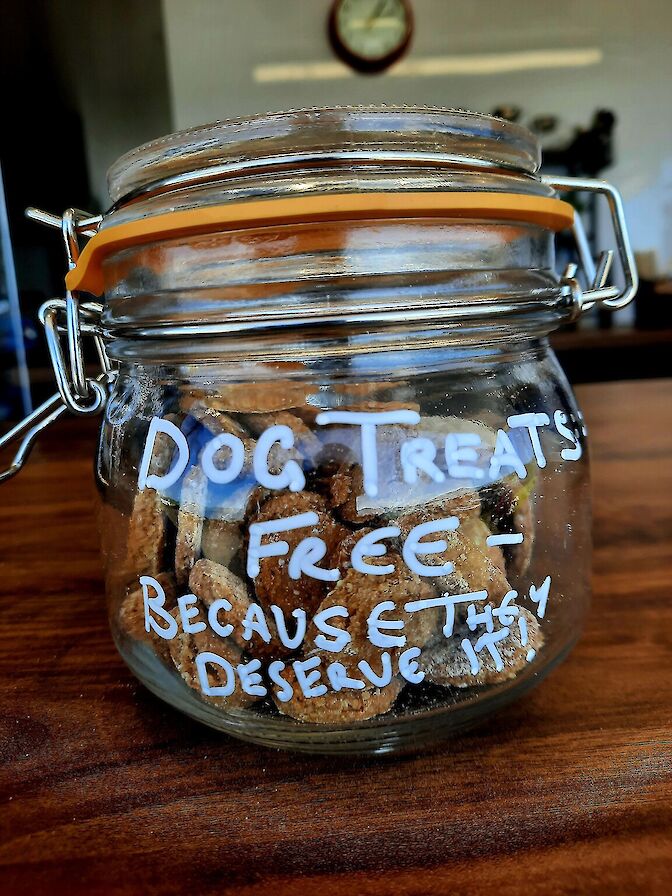 DOG TREATS
FREE -
BECAUSE THEY
DESERVE IT!